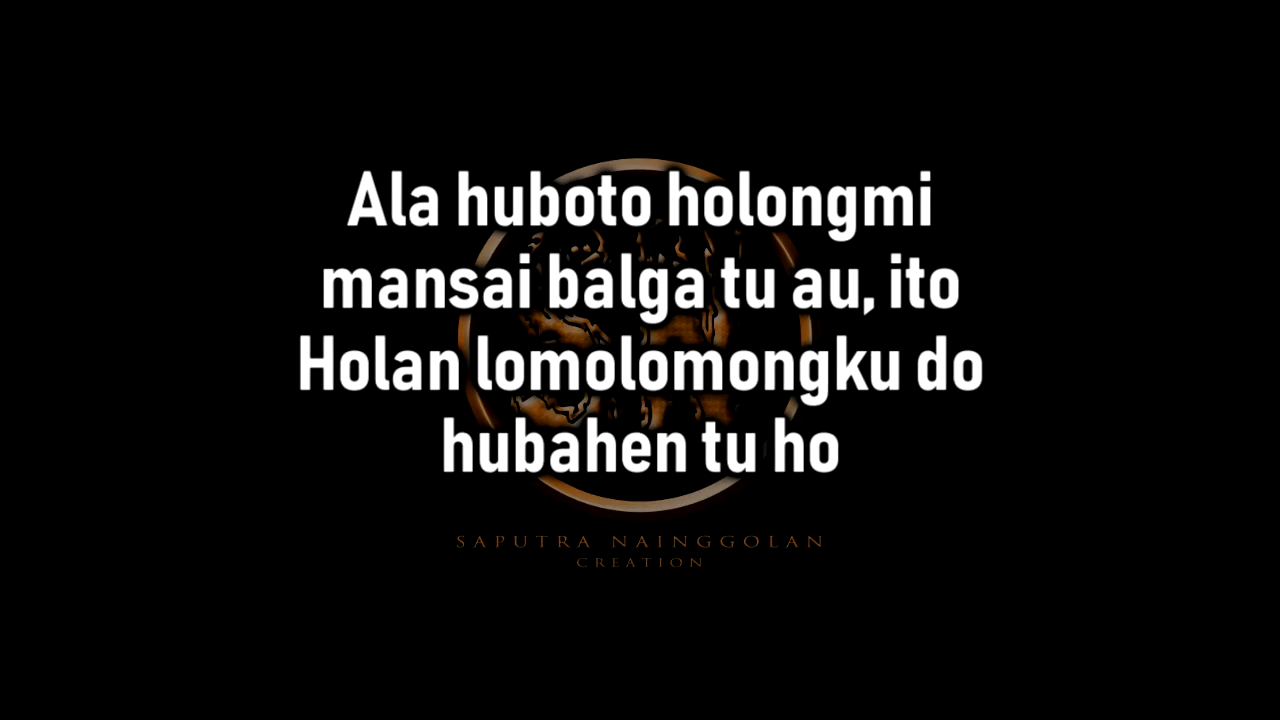 Ala huboto holongmi
mansai balga tu au, ito
Holan lomolomongku do
hubahen tu ho
SAPUTRA NAINGGOLAN
CREATION